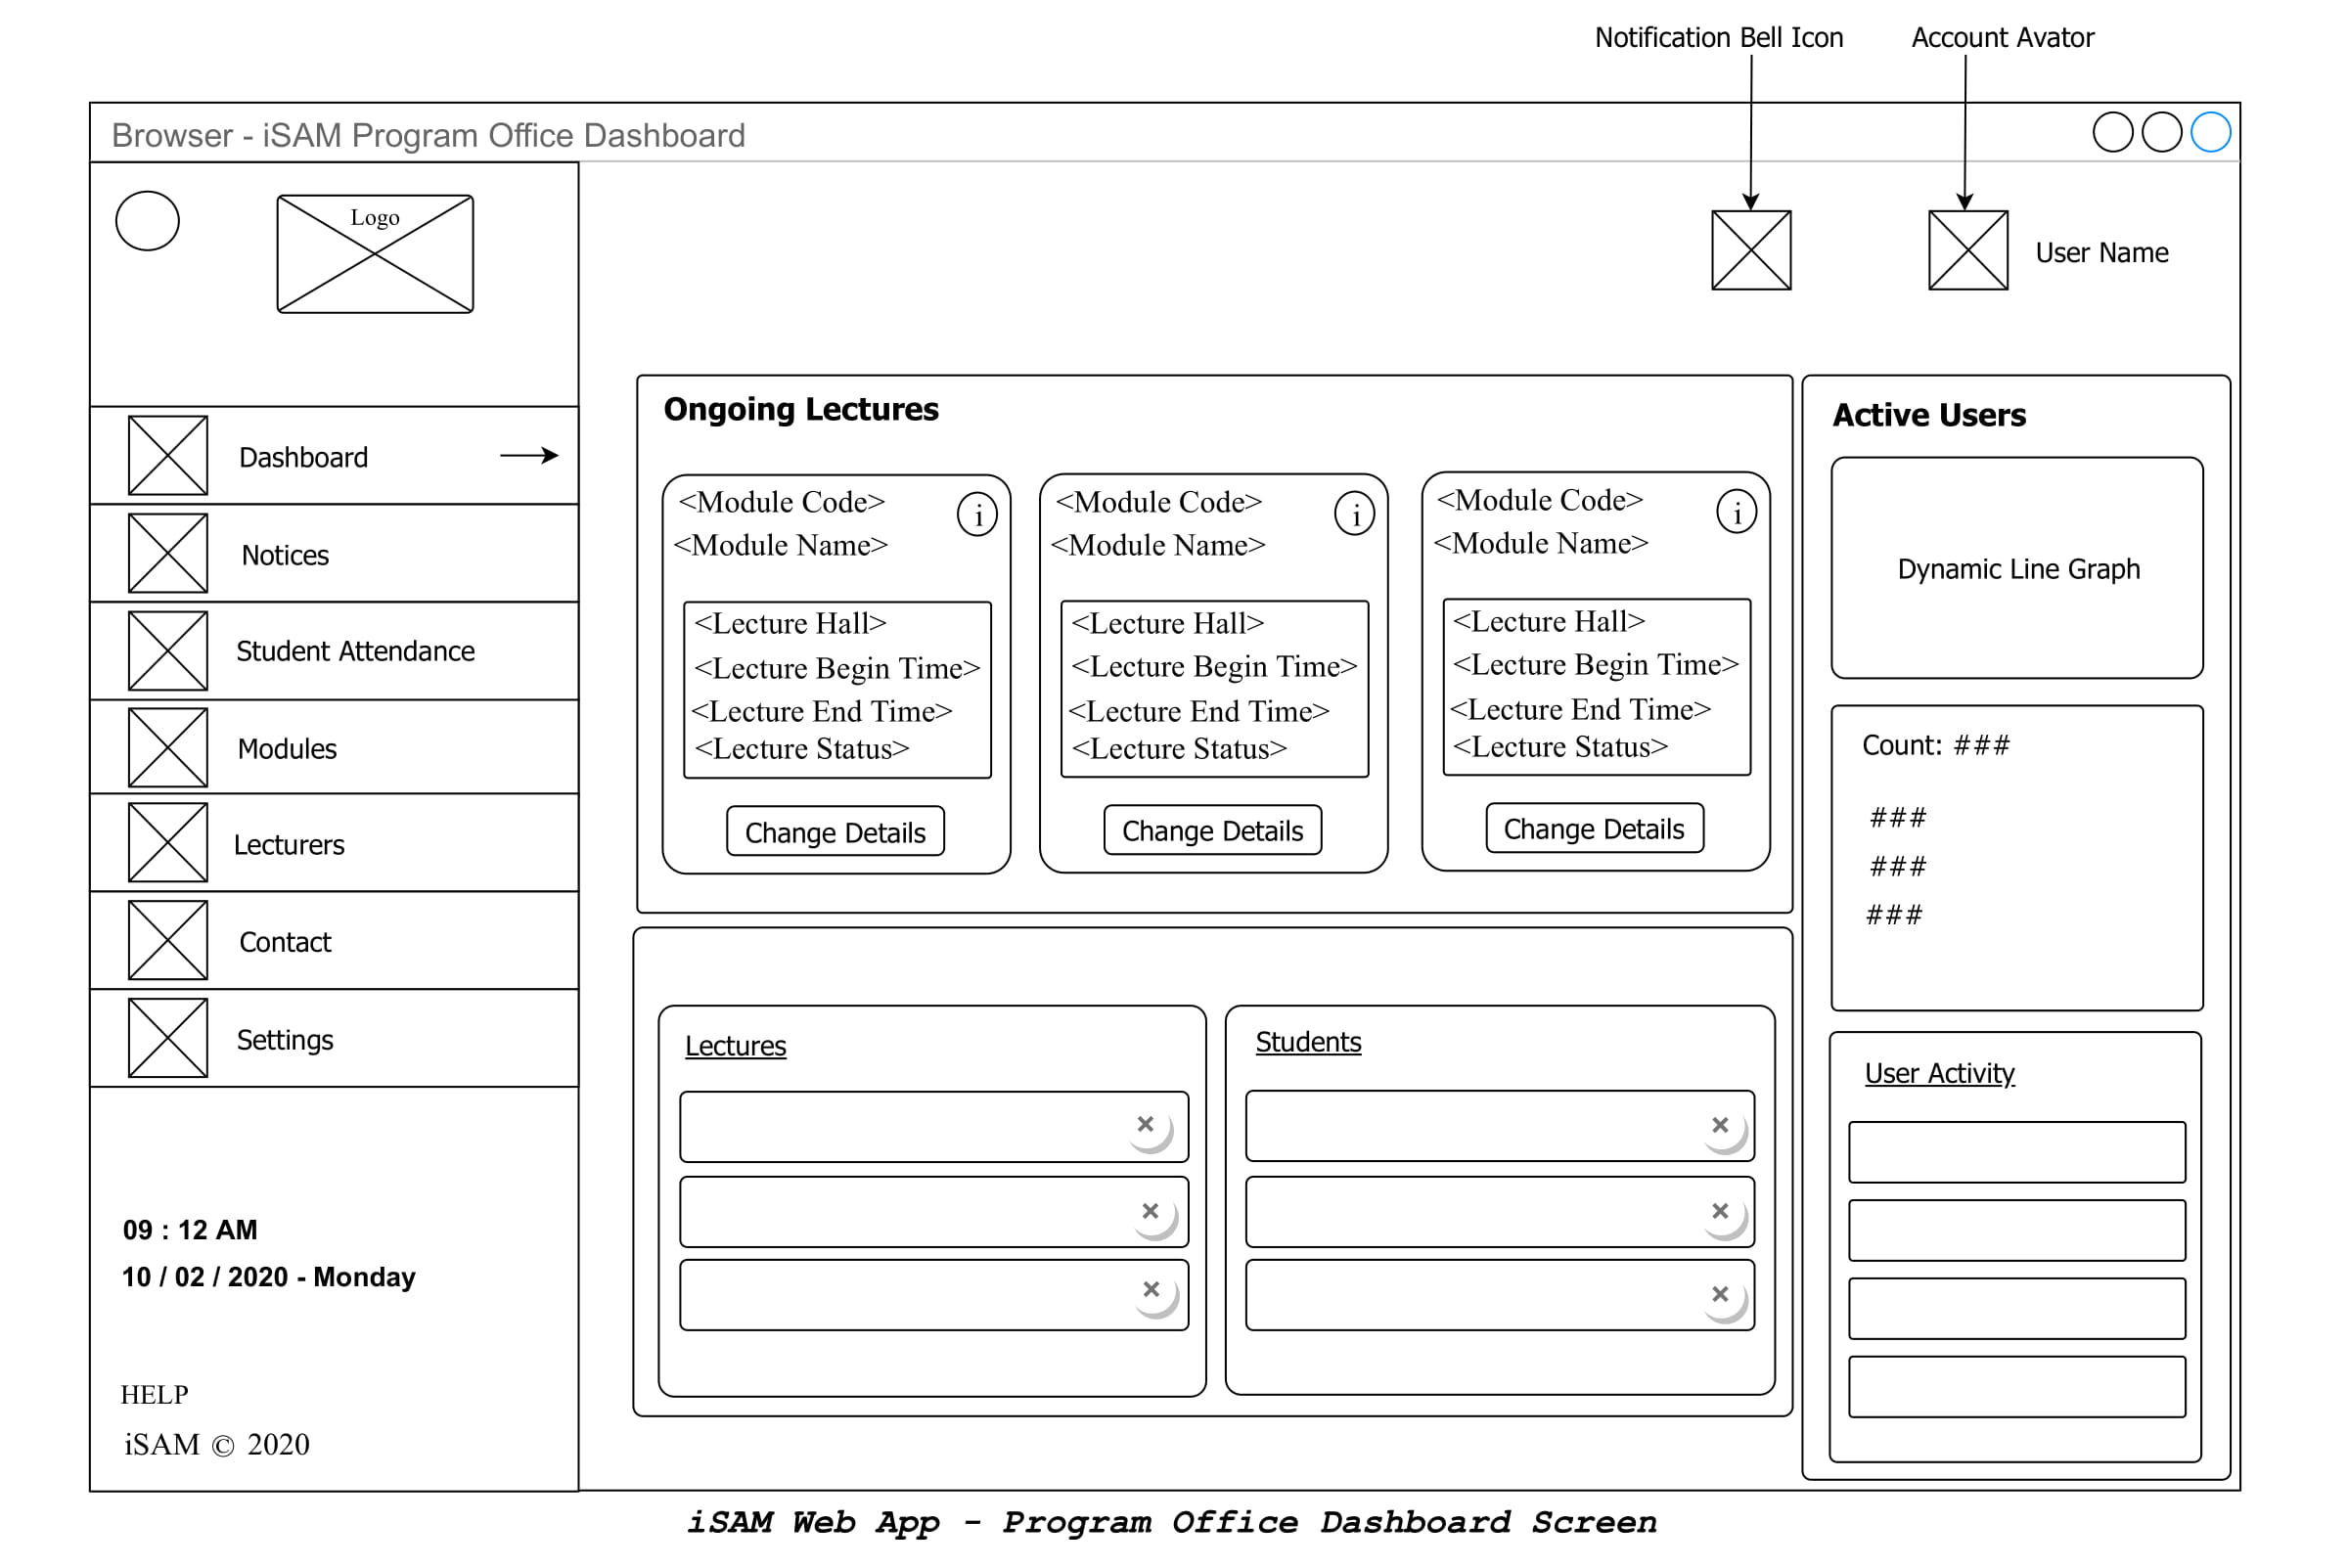 Notification Bell Icon
Account Avator
Browser - iSAM Program Office Dashboard
Logo
User Name
Dashboard
Notices
Student Attendance
Modules
Lecturers
Contact
Settings
09 : 12 AM
10 / 02 / 2020 - Monday
HELP
iSAM © 2020
Ongoing Lectures
<Module Code>
i
<Module Name>
<Lecture Hall>
<Lecture Begin Time>
<Lecture End Time>
<Lecture Status>
Change Details
<Module Code>
i
<Module Name>
<Lecture Hall>
<Lecture Begin Time>
<Lecture End Time>
<Lecture Status>
Change Details
<Module Code>
i
<Module Name>
<Lecture Hall>
<Lecture Begin Time>
<Lecture End Time>
<Lecture Status>
Change Details
Lectures
Students
Active Users
Dynamic Line Graph
Count: ###
###
###
###
User Activity
iSAM Web App - Program Office Dashboard Screen